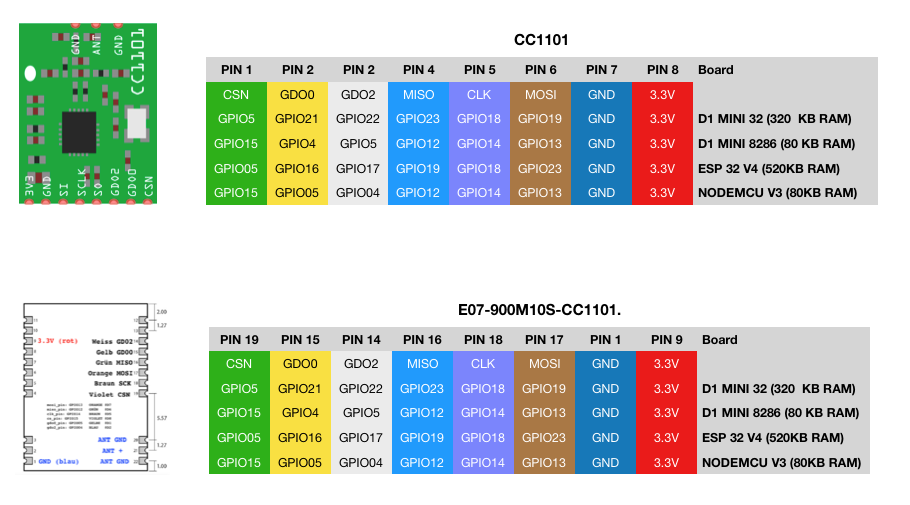 GND
ANT
GND
CC1101
3V3
GND
SI
SCLK
SO
GDO2
GDO0
CSN
CC1101
PIN 1 PIN 2 PIN 2 PIN 4 PIN 5 PIN 6 PIN 7 PIN 8 Board
CSN GDO0 GDO2 MISO CLK MOSI GND 3.3V
GPIO5 GPIO21 GPIO22 GPIO23 GPIO18 GPIO19 GND 3.3V D1 MINI 32 (320 KB RAM)
GPIO15 GPIO4 GPIO5 GPIO12 GPIO14 GPIO13 GND 3.3V D1 MINI 8286 (80 KB RAM)
GPIO05 GPIO16 GPIO17 GPIO19 GPIO18 GPIO23 GND 3.3V ESP 32 V4 (520KB RAM)
GPIO15 GPIO05 GPIO04 GPIO12 GPIO14 GPIO13 GND 3.3V NODEMCU V3 (80KB RAM)
2.00
1.27
3.3V (rot) Weiss GDO2
Gelb GDO0
Grün MISO
Orange MOSI
Braun SCK
Violet CSN
5.57
ANT GND
1.27
ANT +
GND (blau) ANT GND
1.00
E07-900M10S-CC1101.
PIN 19 PIN 15 PIN 14 PIN 16 PIN 18 PIN 17 PIN 1 PIN 9 Board
CSN GDO0 GDO2 MISO CLK MOSI GND 3.3V
GPIO5 GPIO21 GPIO22 GPIO23 GPIO18 GPIO19 GND 3.3V D1 MINI 32 (320 KB RAM)
GPIO15 GPIO4 GPIO5 GPIO12 GPIO14 GPIO13 GND 3.3V D1 MINI 8286 (80 KB RAM)
GPIO05 GPIO16 GPIO17 GPIO19 GPIO18 GPIO23 GND 3.3V ESP 32 V4 (520KB RAM)
GPIO15 GPIO05 GPIO04 GPIO12 GPIO14 GPIO13 GND 3.3V NODEMCU V3 (80KB RAM)